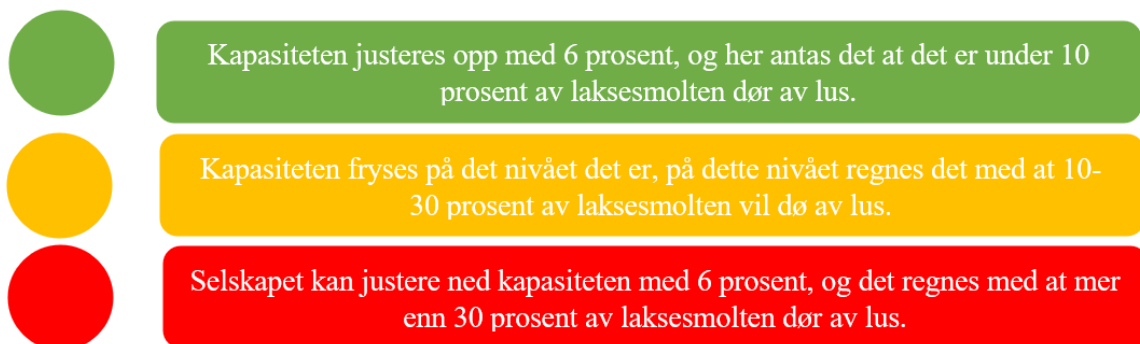 Kapasiteten justeres opp med 6 prosent, og her antas det at det er under 10
prosent av laksesmolten dør av lus.
Kapasiteten fryses på det nivået det er, på dette nivået regnes det med at 10-
30 prosent av laksesmolten vil dø av lus.
Selskapet kan justere ned kapasiteten med 6 prosent, og det regnes med at mer
enn 30 prosent av laksesmolten dør av lus.